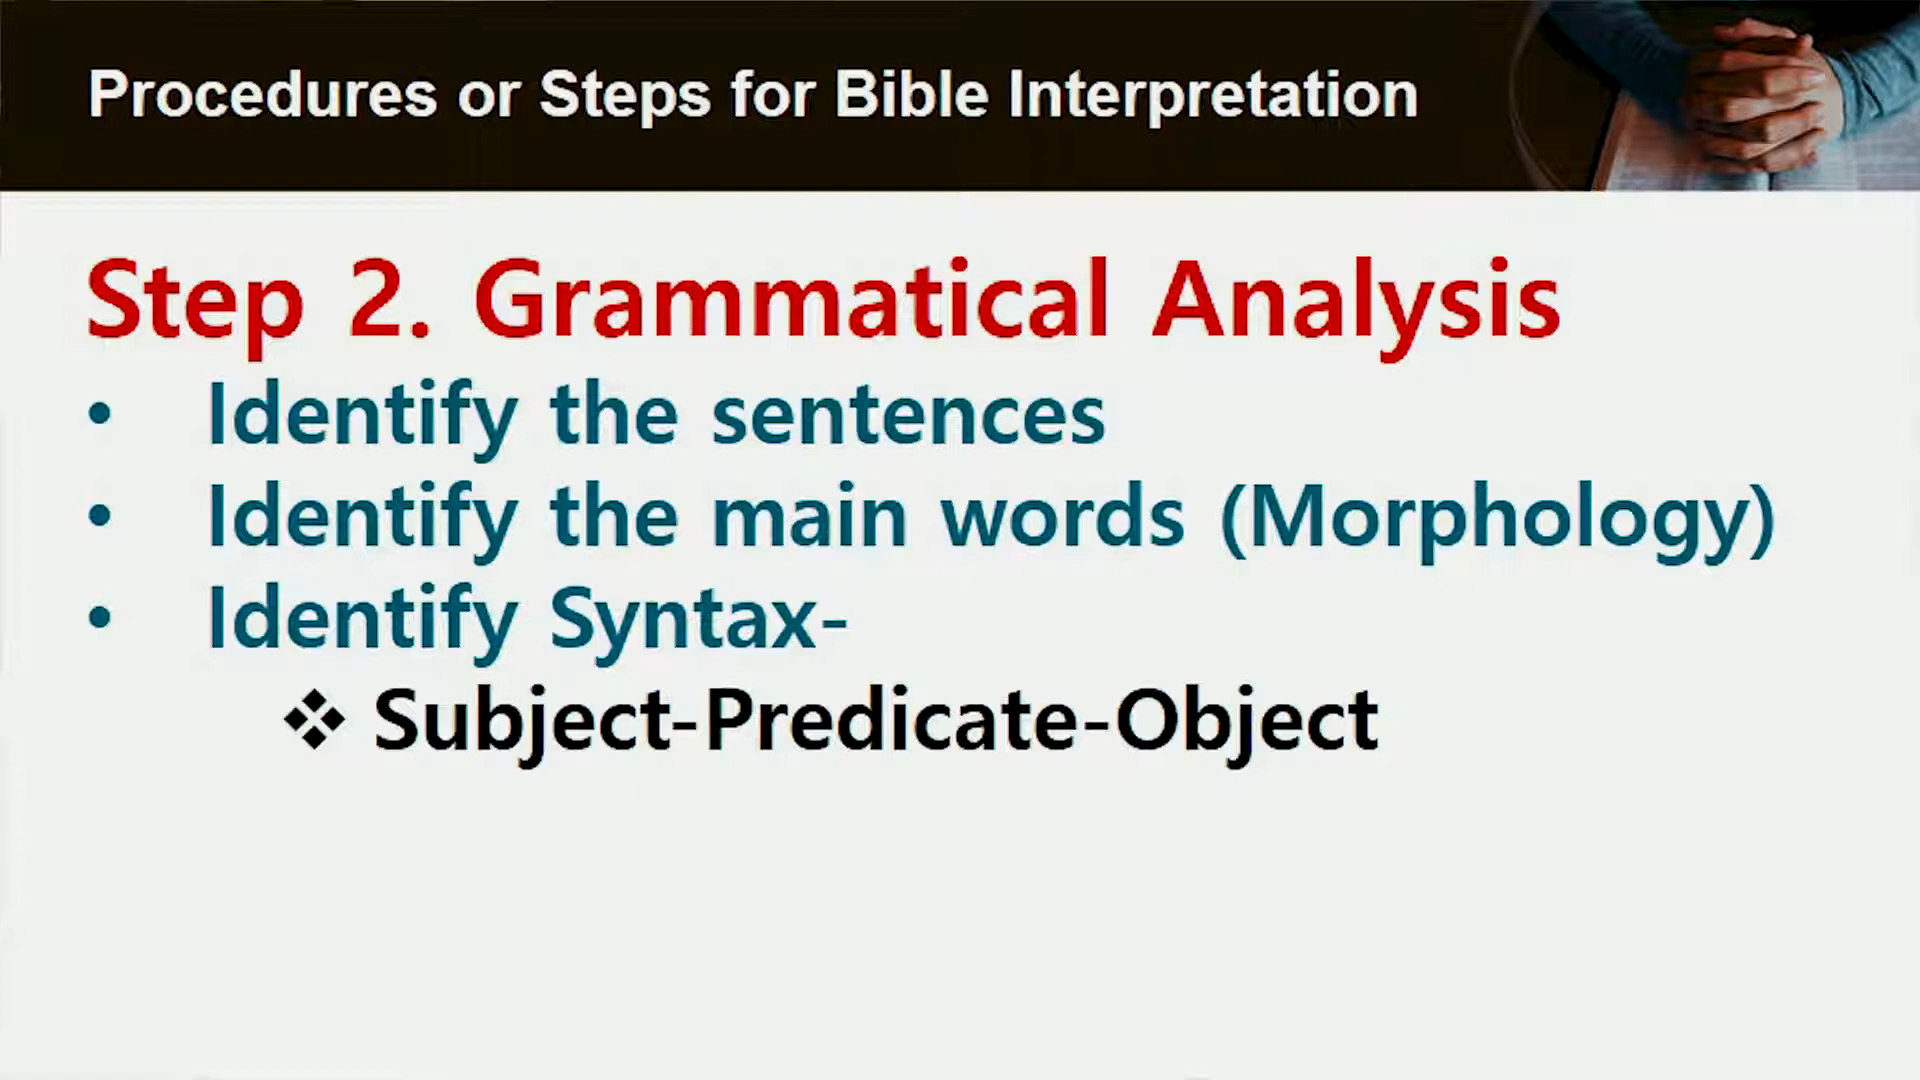 Procedures or Steps for Bible Interpretation
Step 2. Grammatical Analysis
• Identify the sentences
• Identify the main words (Morphology)
• Identify Syntax-
❖ Subject-Predicate-Object